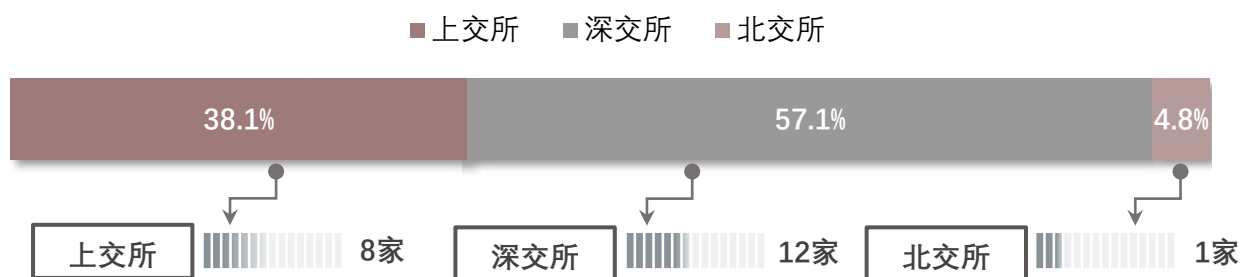 上交所 深交所 北交所
38.1% 57.1% 4.8%
上交所 8家 深交所 12家 北交所 1家